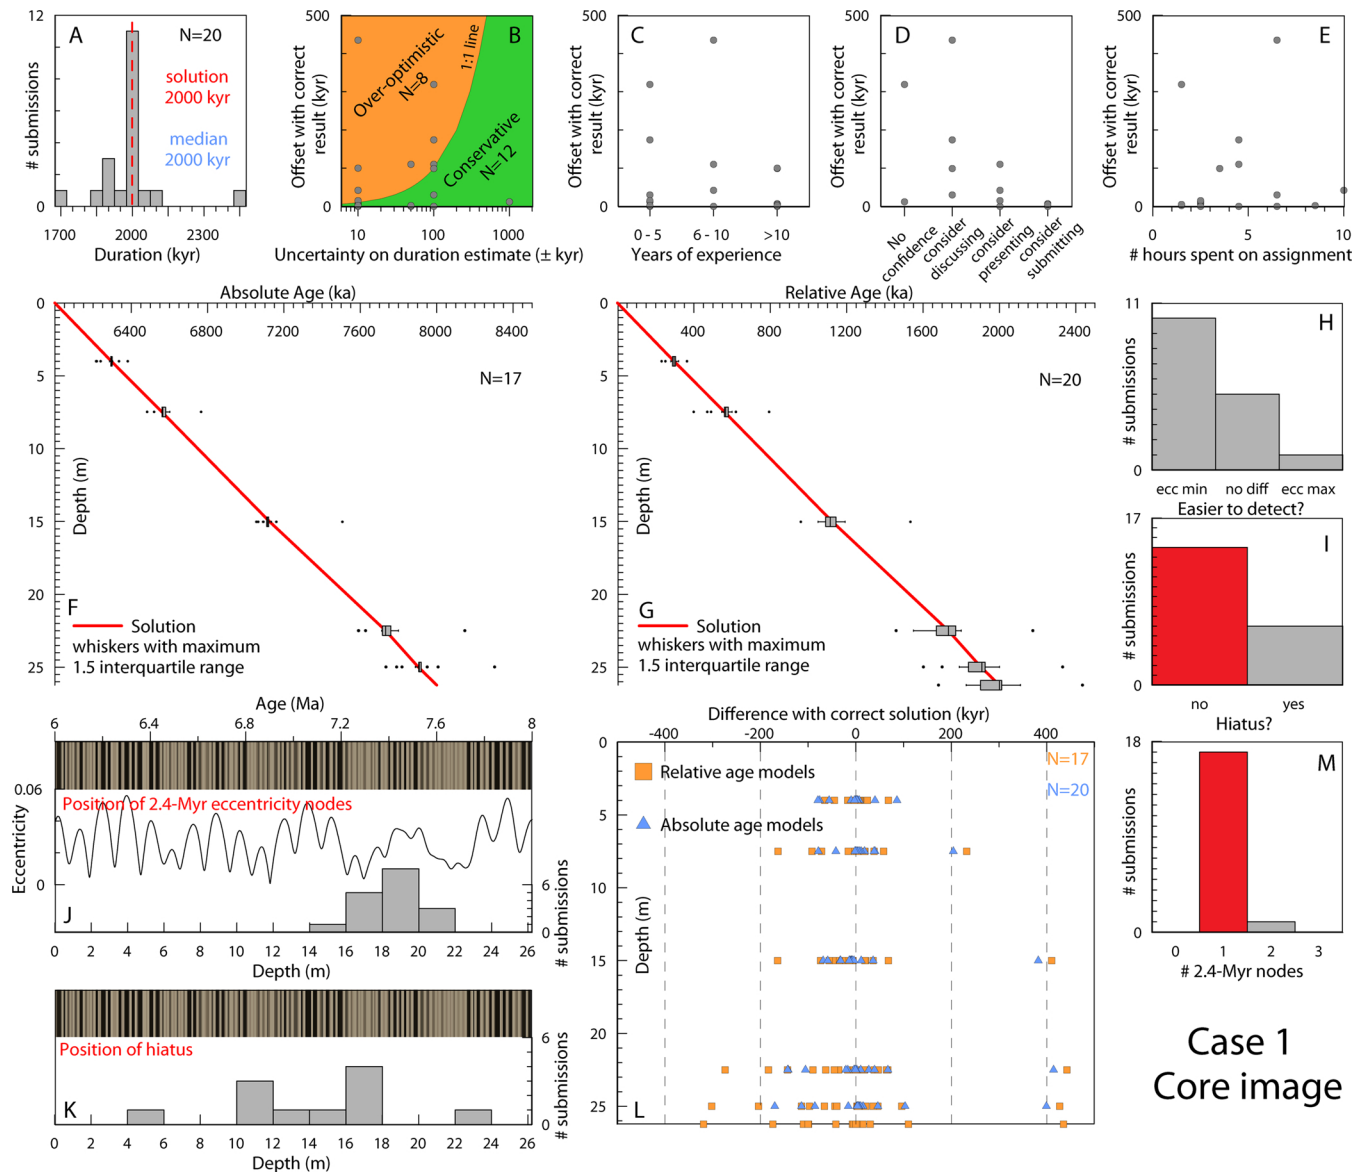 12
A
N=20
# submissions
solution
2000 kyr
median
2000 kyr
0
1700
2000
2300
Duration (kyr)
500
B
Offset with correct
result (kyr)
Over-optimistic
N=8
1:1 line
Conservative
N=12
0
10
100
1000
Uncertainty on duration estimate (± kyr)
500
C
Offset with correct
result (kyr)
0
0 - 5
6 - 10
>10
Years of experience
500
D
Offset with correct
result (kyr)
0
No
confidence
consider
discussing
consider
presenting
consider
submitting
500
E
Offset with correct
result (kyr)
0
0
5
10
# hours spent on assignment
Absolute Age (ka)
6400
6800
7200
7600
8000
8400
0
5
10
15
20
25
Depth (m)
N=17
F
Solution
whiskers with maximum
1.5 interquartile range
Relative Age (ka)
400
800
1200
1600
2000
2400
0
5
10
15
20
25
Depth (m)
N=20
G
Solution
whiskers with maximum
1.5 interquartile range
11
H
# submissions
0
ecc min
no diff
ecc max
Easier to detect?
17
I
# submissions
0
no
yes
Hiatus?
Age (Ma)
6
6.4
6.8
7.2
7.6
8
0.06
Position of 2.4-Myr eccentricity nodes
Eccentricity
0
J
6
0
# submissions
0
2
4
6
8
10
12
14
16
18
20
22
24
26
Depth (m)
Position of hiatus
K
6
0
# submissions
0
2
4
6
8
10
12
14
16
18
20
22
24
26
Depth (m)
Difference with correct solution (kyr)
-400
-200
0
200
400
0
5
10
15
20
25
Depth (m)
N=17
N=20
Relative age models
Absolute age models
L
18
M
# submissions
0
0
1
2
3
# 2.4-Myr nodes
Case 1
Core image